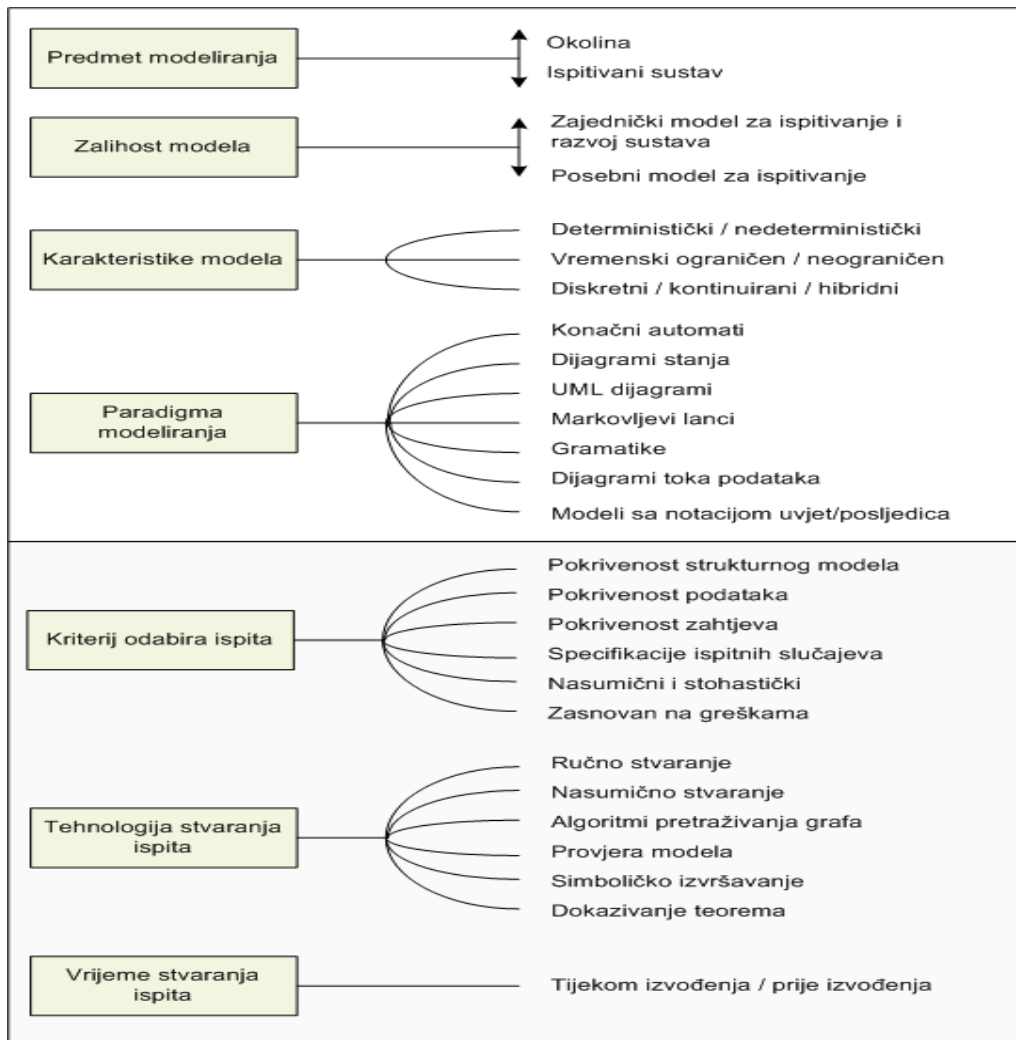 Predmet modeliranja
Okolina
Ispitivani sustav
Zalihost modela
Zajednički model za ispitivanje i
razvoj sustava
Posebni model za ispitivanje
Karakteristike modela
Deterministički / nedeterministički
Vremenski ograničen / neograničen
Diskretni / kontinuirani / hibridni
Paradigma
modeliranja
Konačni automati
Dijagrami stanja
UML dijagrami
Markovljevi lanci
Gramatike
Dijagrami toka podataka
Modeli sa notacijom uvjet/posljedica
Kriterij odabira ispita
Pokrivenost strukturnog modela
Pokrivenost podataka
Pokrivenost zahtjeva
Specifikacije ispitnih slučajeva
Nasumični i stohastički
Zasnovan na greškama
Tehnologija stvaranja
ispita
Ručno stvaranje
Nasumično stvaranje
Algoritmi pretraživanja grafa
Provjera modela
Simboličko izvršavanje
Dokazivanje teorema
Vrijeme stvaranja
ispita
Tijekom izvođenja / prije izvođenja